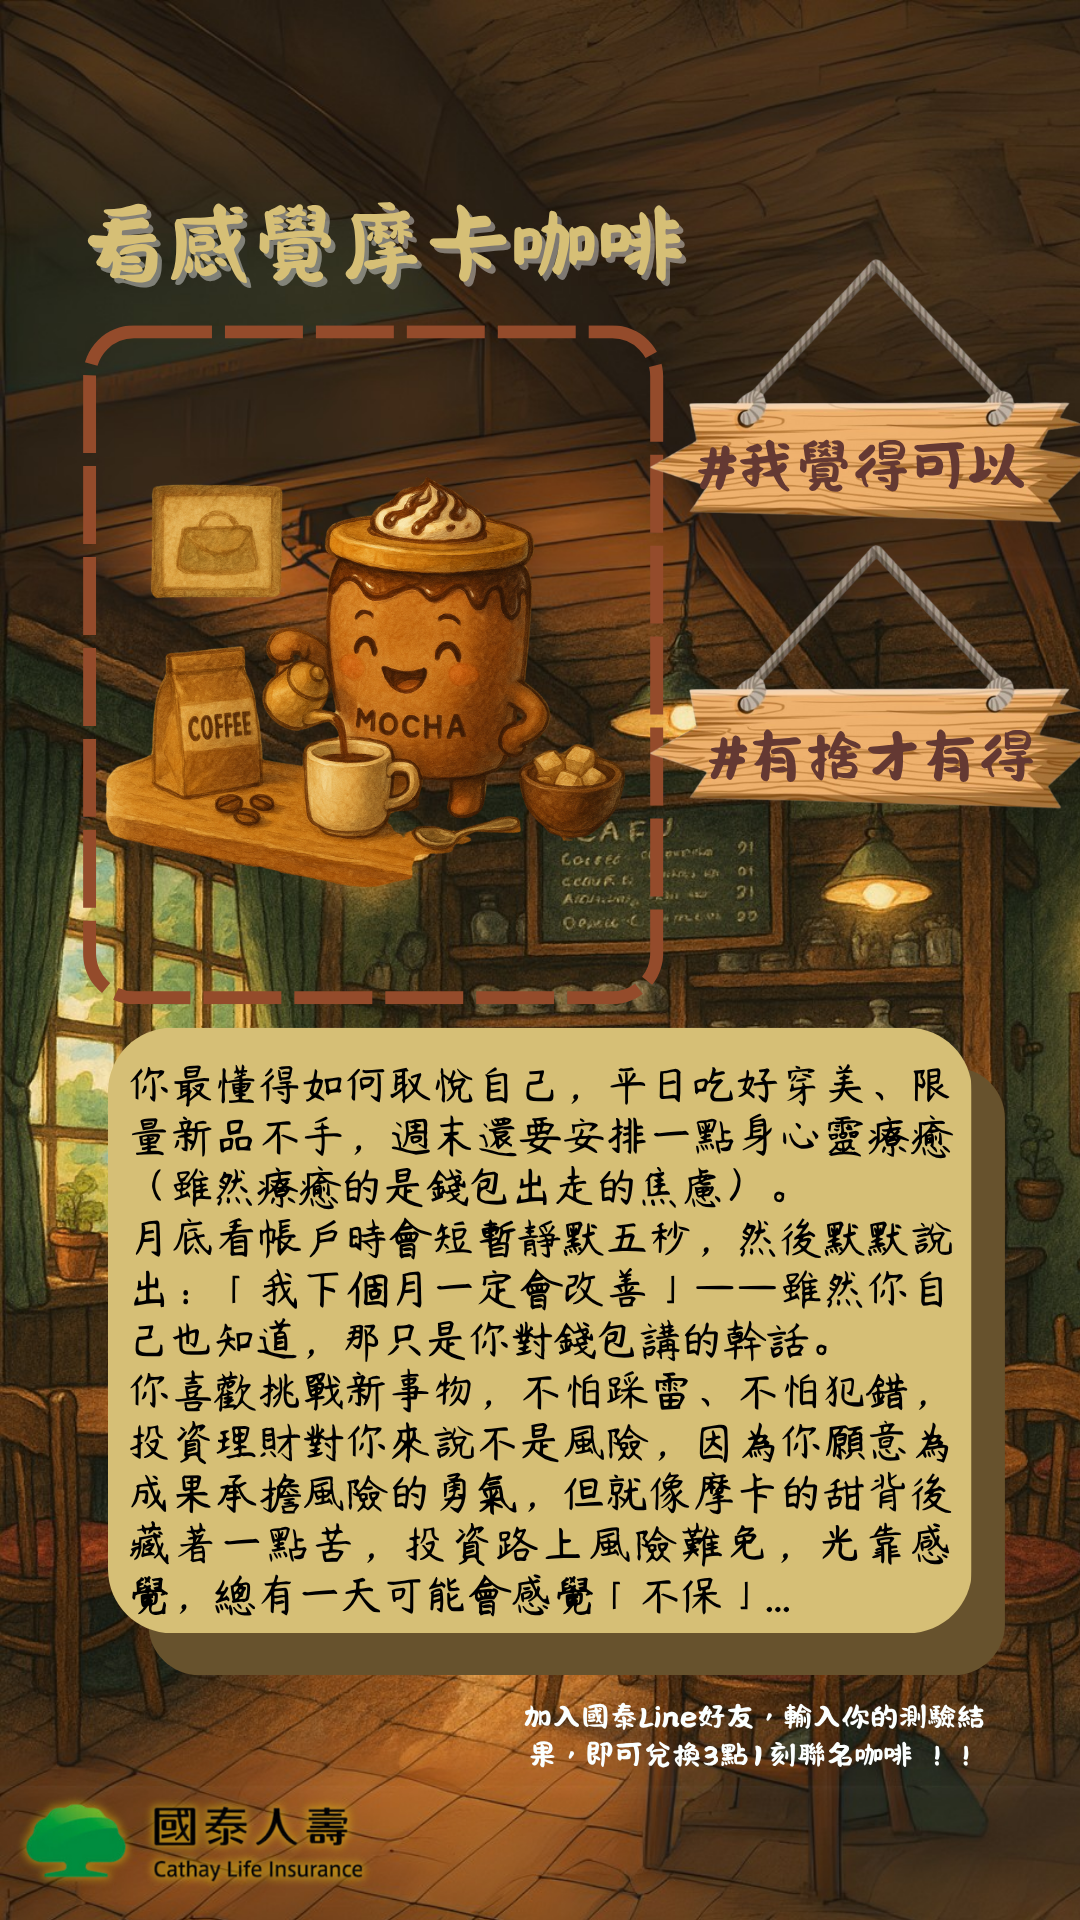 看感覺摩卡咖啡
#我覺得可以
#有捨才有得
COFFEE
MOCHA
你最懂得如何取悅自己，平日吃好穿美、限
量新品不手，週末還要安排一點身心靈療癒
（雖然療癒的是錢包出走的焦慮）。
月底看帳戶時會短暫靜默五秒，然後默默說
出：「我下個月一定會改善」——雖然你自
己也知道，那只是你對錢包講的幹話。
你喜歡挑戰新事物，不怕踩雷、不怕犯錯，
投資理財對你來說不是風險，因為你願意為
成果承擔風險的勇氣，但就像摩卡的甜背後
藏著一點苦，投資路上風險難免，光靠感
覺，總有一天可能會感覺「不保」...
加入國泰Line好友，輸入你的測驗結
果，即可兌換3點1刻聯名咖啡！！
國泰人壽
Cathay Life Insurance